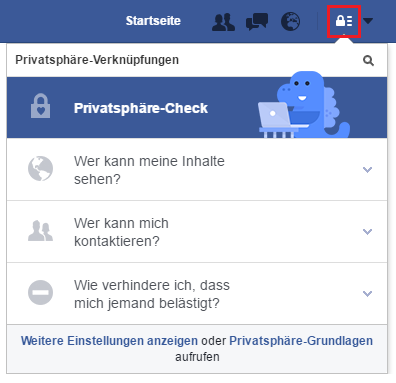 Startseite
Privatsphäre-Verknüpfungen
Privatsphäre-Check
Wer kann meine Inhalte
sehen?
Wer kann mich
kontaktieren?
Wie verhindere ich, dass
mich jemand belästigt?
Weitere Einstellungen anzeigen oder Privatsphäre-Grundlagen
aufrufen